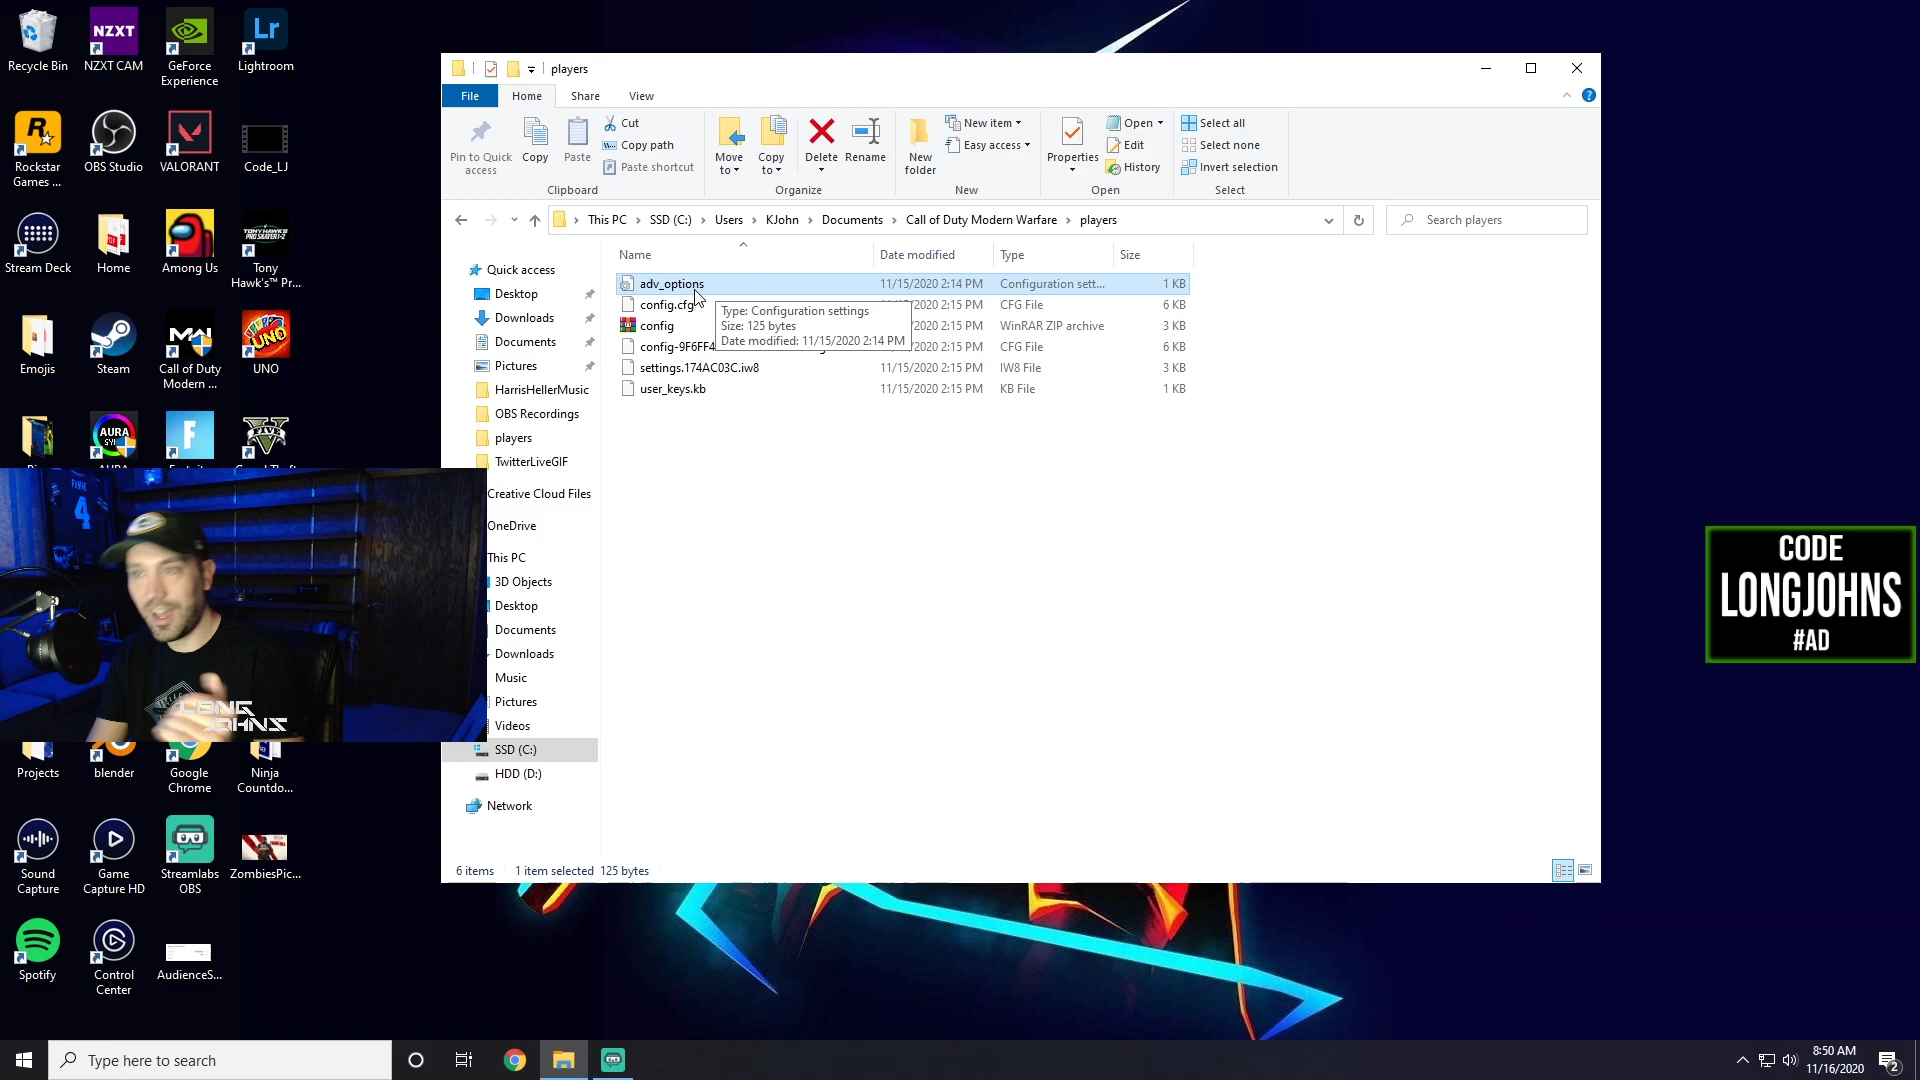 Recycle Bin
NZXT
NZXT CAM
GeForce
Experience
Lr
Lightroom
Rockstar
Games ...
OBS Studio
VALORANT
Code_LJ
Stream Deck
Home
Among Us
Tony
Hawk's™ Pr...
Emojis
Steam
Call of Duty
Modern ...
UNO
AURA
Projects
blender
Google
Chrome
Ninja
Countdo...
Sound
Capture
Game
Capture HD
Streamlabs
OBS
ZombiesPic...
Spotify
Control
Center
AudienceS...
players
File
Home
Share
View
Pin to Quick
access
Copy
Paste
Cut
Copy path
Paste shortcut
Clipboard
Move
to
Copy
to
Delete
Rename
Organize
New
folder
New item
Easy access
New
Properties
Open
Edit
History
Open
Select all
Select none
Invert selection
Select
This PC
SSD (C:)
Users
KJohn
Documents
Call of Duty Modern Warfare
players
Search players
Quick access
Desktop
Downloads
Documents
Pictures
HarrisHellerMusic
OBS Recordings
players
TwitterLiveGIF
Creative Cloud Files
OneDrive
This PC
3D Objects
Desktop
Documents
Downloads
Music
Pictures
Videos
SSD (C:)
HDD (D:)
Network
Name Date modified Type Size
adv_options 11/15/2020 2:14 PM Configuration sett... 1 KB
config.cfg 2:15 PM CFG File 6 KB
config 2:15 PM WinRAR ZIP archive 3 KB
config-9F6FF4 2:15 PM CFG File 6 KB
settings.174AC03C.iw8 11/15/2020 2:15 PM IW8 File 3 KB
user_keys.kb 11/15/2020 2:15 PM KB File 1 KB
Type: Configuration settings
Size: 125 bytes
Date modified: 11/15/2020 2:14 PM
6 items 1 item selected 125 bytes
4
LONG
JOHNS
CODE
LONGJOHNS
#AD
Type here to search
8:50 AM
11/16/2020
2